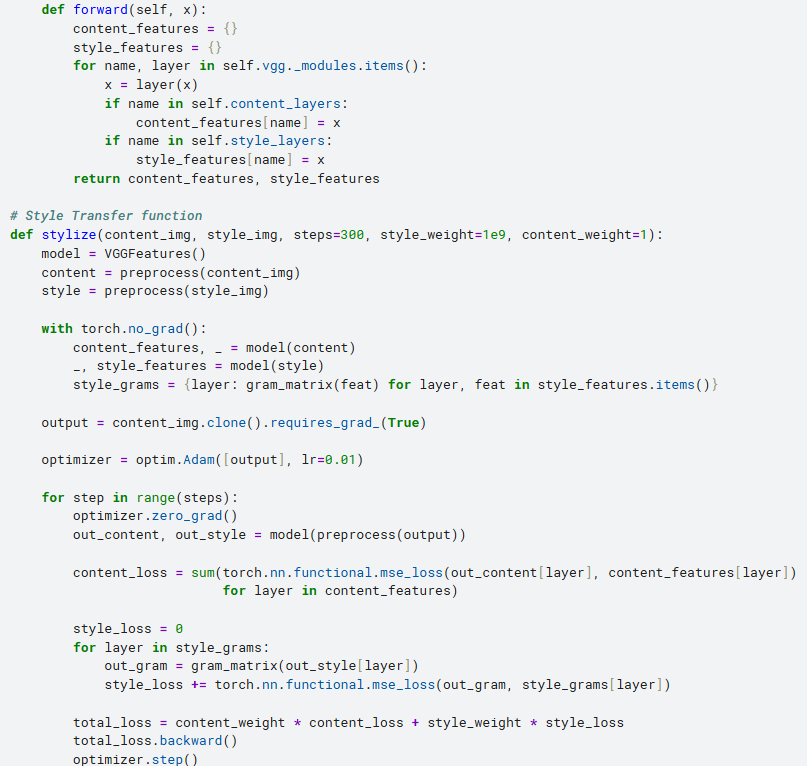 def forward(self, x):
        content_features = {}
        style_features = {}
        for name, layer in self.vgg._modules.items():
            x = layer(x)
            if name in self.content_layers:
                content_features[name] = x
            if name in self.style_layers:
                style_features[name] = x
        return content_features, style_features

# Style Transfer function
def stylize(content_img, style_img, steps=300, style_weight=1e9, content_weight=1):
    model = VGGFeatures()
    content = preprocess(content_img)
    style = preprocess(style_img)

    with torch.no_grad():
        content_features, _ = model(content)
        _, style_features = model(style)
        style_grams = {layer: gram_matrix(feat) for layer, feat in style_features.items()}

    output = content_img.clone().requires_grad_(True)

    optimizer = optim.Adam([output], lr=0.01)

    for step in range(steps):
        optimizer.zero_grad()
        out_content, out_style = model(preprocess(output))

        content_loss = sum(torch.nn.functional.mse_loss(out_content[layer], content_features[layer])
                           for layer in content_features)

        style_loss = 0
        for layer in style_grams:
            out_gram = gram_matrix(out_style[layer])
            style_loss += torch.nn.functional.mse_loss(out_gram, style_grams[layer])

        total_loss = content_weight * content_loss + style_weight * style_loss
        total_loss.backward()
        optimizer.step()